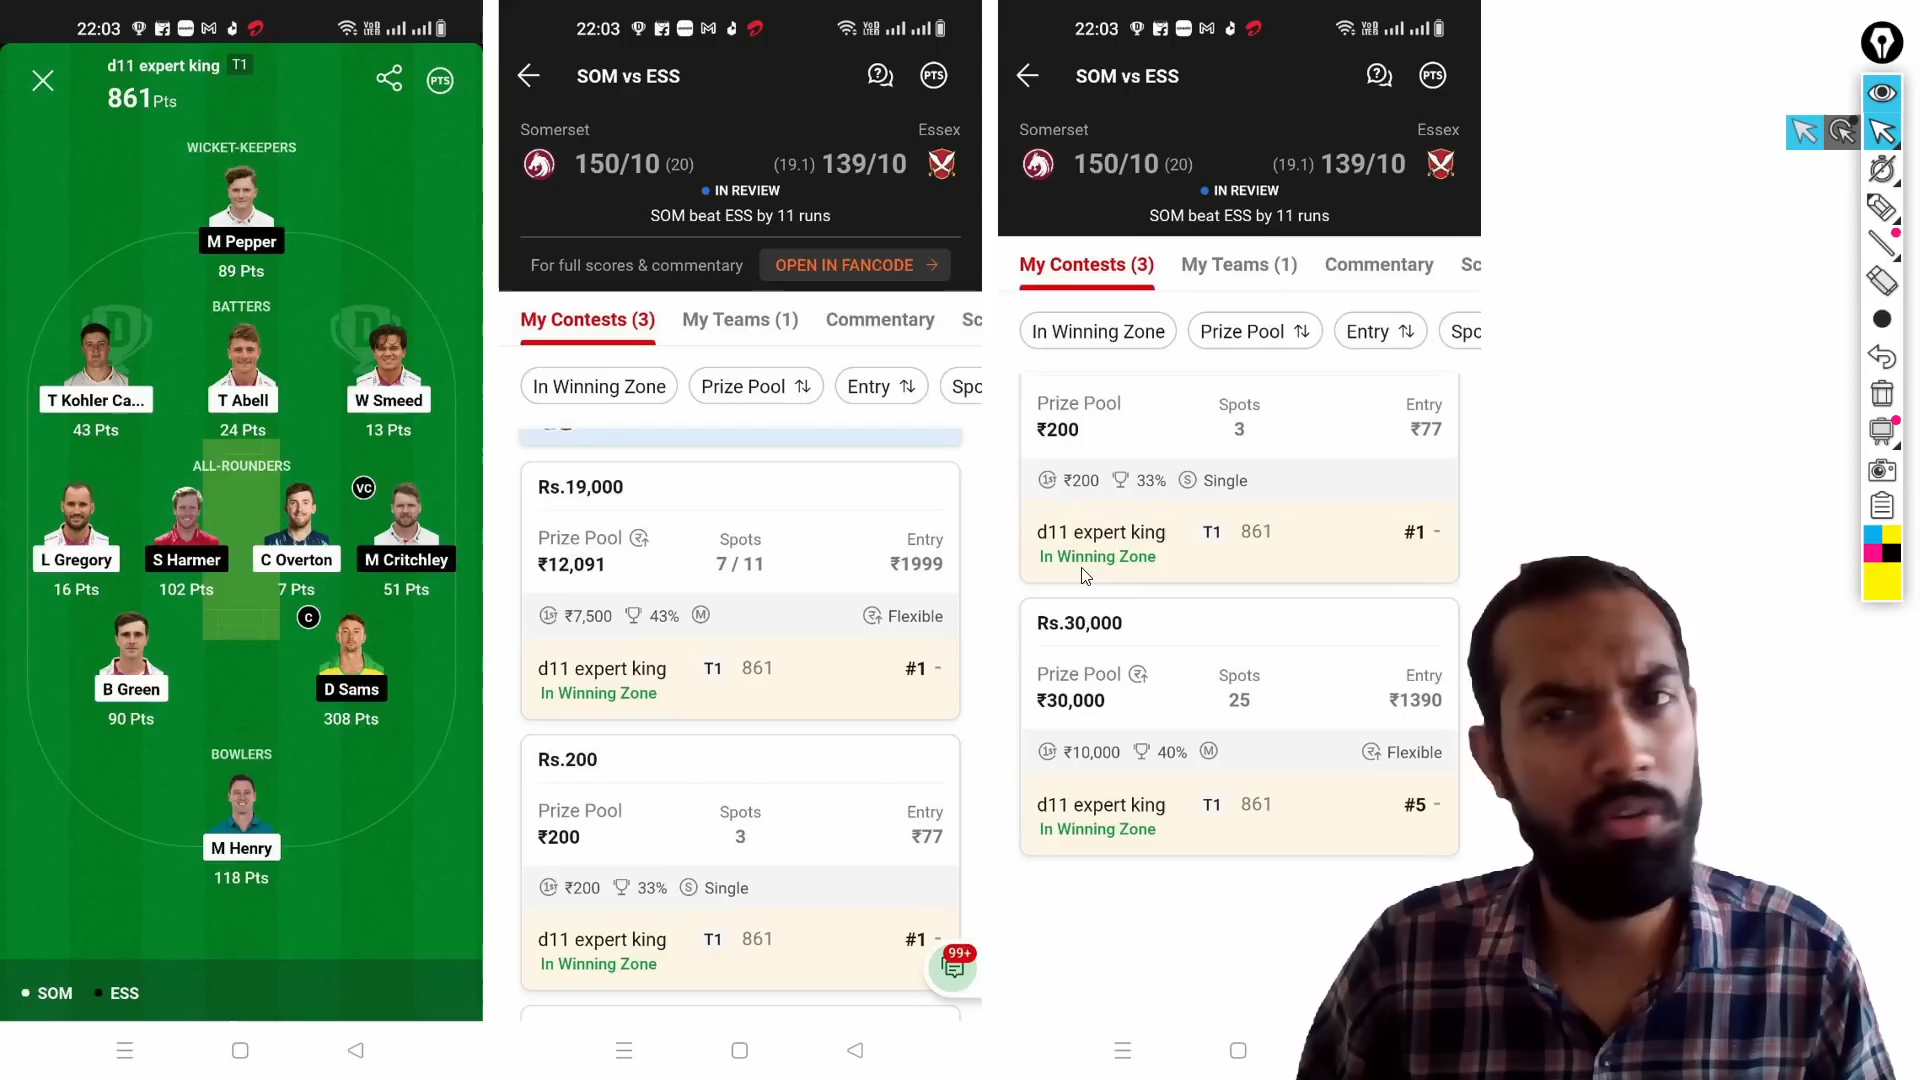 22:03
d11 expert king T1
861 Pts
PTS
WICKET-KEEPERS
M Pepper
89 Pts
BATTERS
T Kohler Ca...
43 Pts
T Abell
24 Pts
W Smeed
13 Pts
ALL-ROUNDERS
VC
L Gregory
16 Pts
S Harmer
102 Pts
C Overton
7 Pts
M Critchley
51 Pts
C
B Green
90 Pts
D Sams
308 Pts
BOWLERS
M Henry
118 Pts
SOM ESS
22:03
SOM vs ESS
PTS
Somerset Essex
150/10 (20) (19.1) 139/10
IN REVIEW
SOM beat ESS by 11 runs
For full scores & commentary OPEN IN FANCODE
My Contests (3) My Teams (1) Commentary Sc
In Winning Zone Prize Pool Entry Spo
Rs.19,000
Prize Pool Spots Entry
₹12,091 7 / 11 ₹1999
1st ₹7,500 43% M Flexible
d11 expert king T1 861 #1 -
In Winning Zone
Rs.200
Prize Pool Spots Entry
₹200 3 ₹77
1st ₹200 33% S Single
d11 expert king T1 861 #1 -
In Winning Zone
99+
22:03
SOM vs ESS
PTS
Somerset Essex
150/10 (20) (19.1) 139/10
IN REVIEW
SOM beat ESS by 11 runs
My Contests (3) My Teams (1) Commentary Sc
In Winning Zone Prize Pool Entry Spo
Prize Pool Spots Entry
₹200 3 ₹77
1st ₹200 33% S Single
d11 expert king T1 861 #1 -
In Winning Zone
Rs.30,000
Prize Pool Spots Entry
₹30,000 25 ₹1390
1st ₹10,000 40% M Flexible
d11 expert king T1 861 #5 -
In Winning Zone